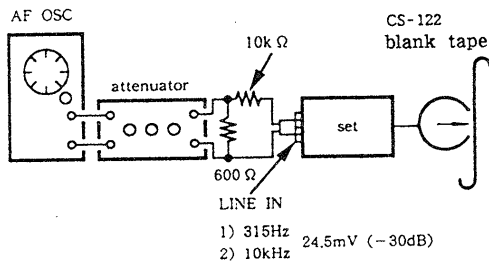 AF OSC
attenuator
10k Ω
CS-122
blank tape
set
600 Ω
LINE IN
1) 315Hz
2) 10kHz
24.5mV (-30dB)